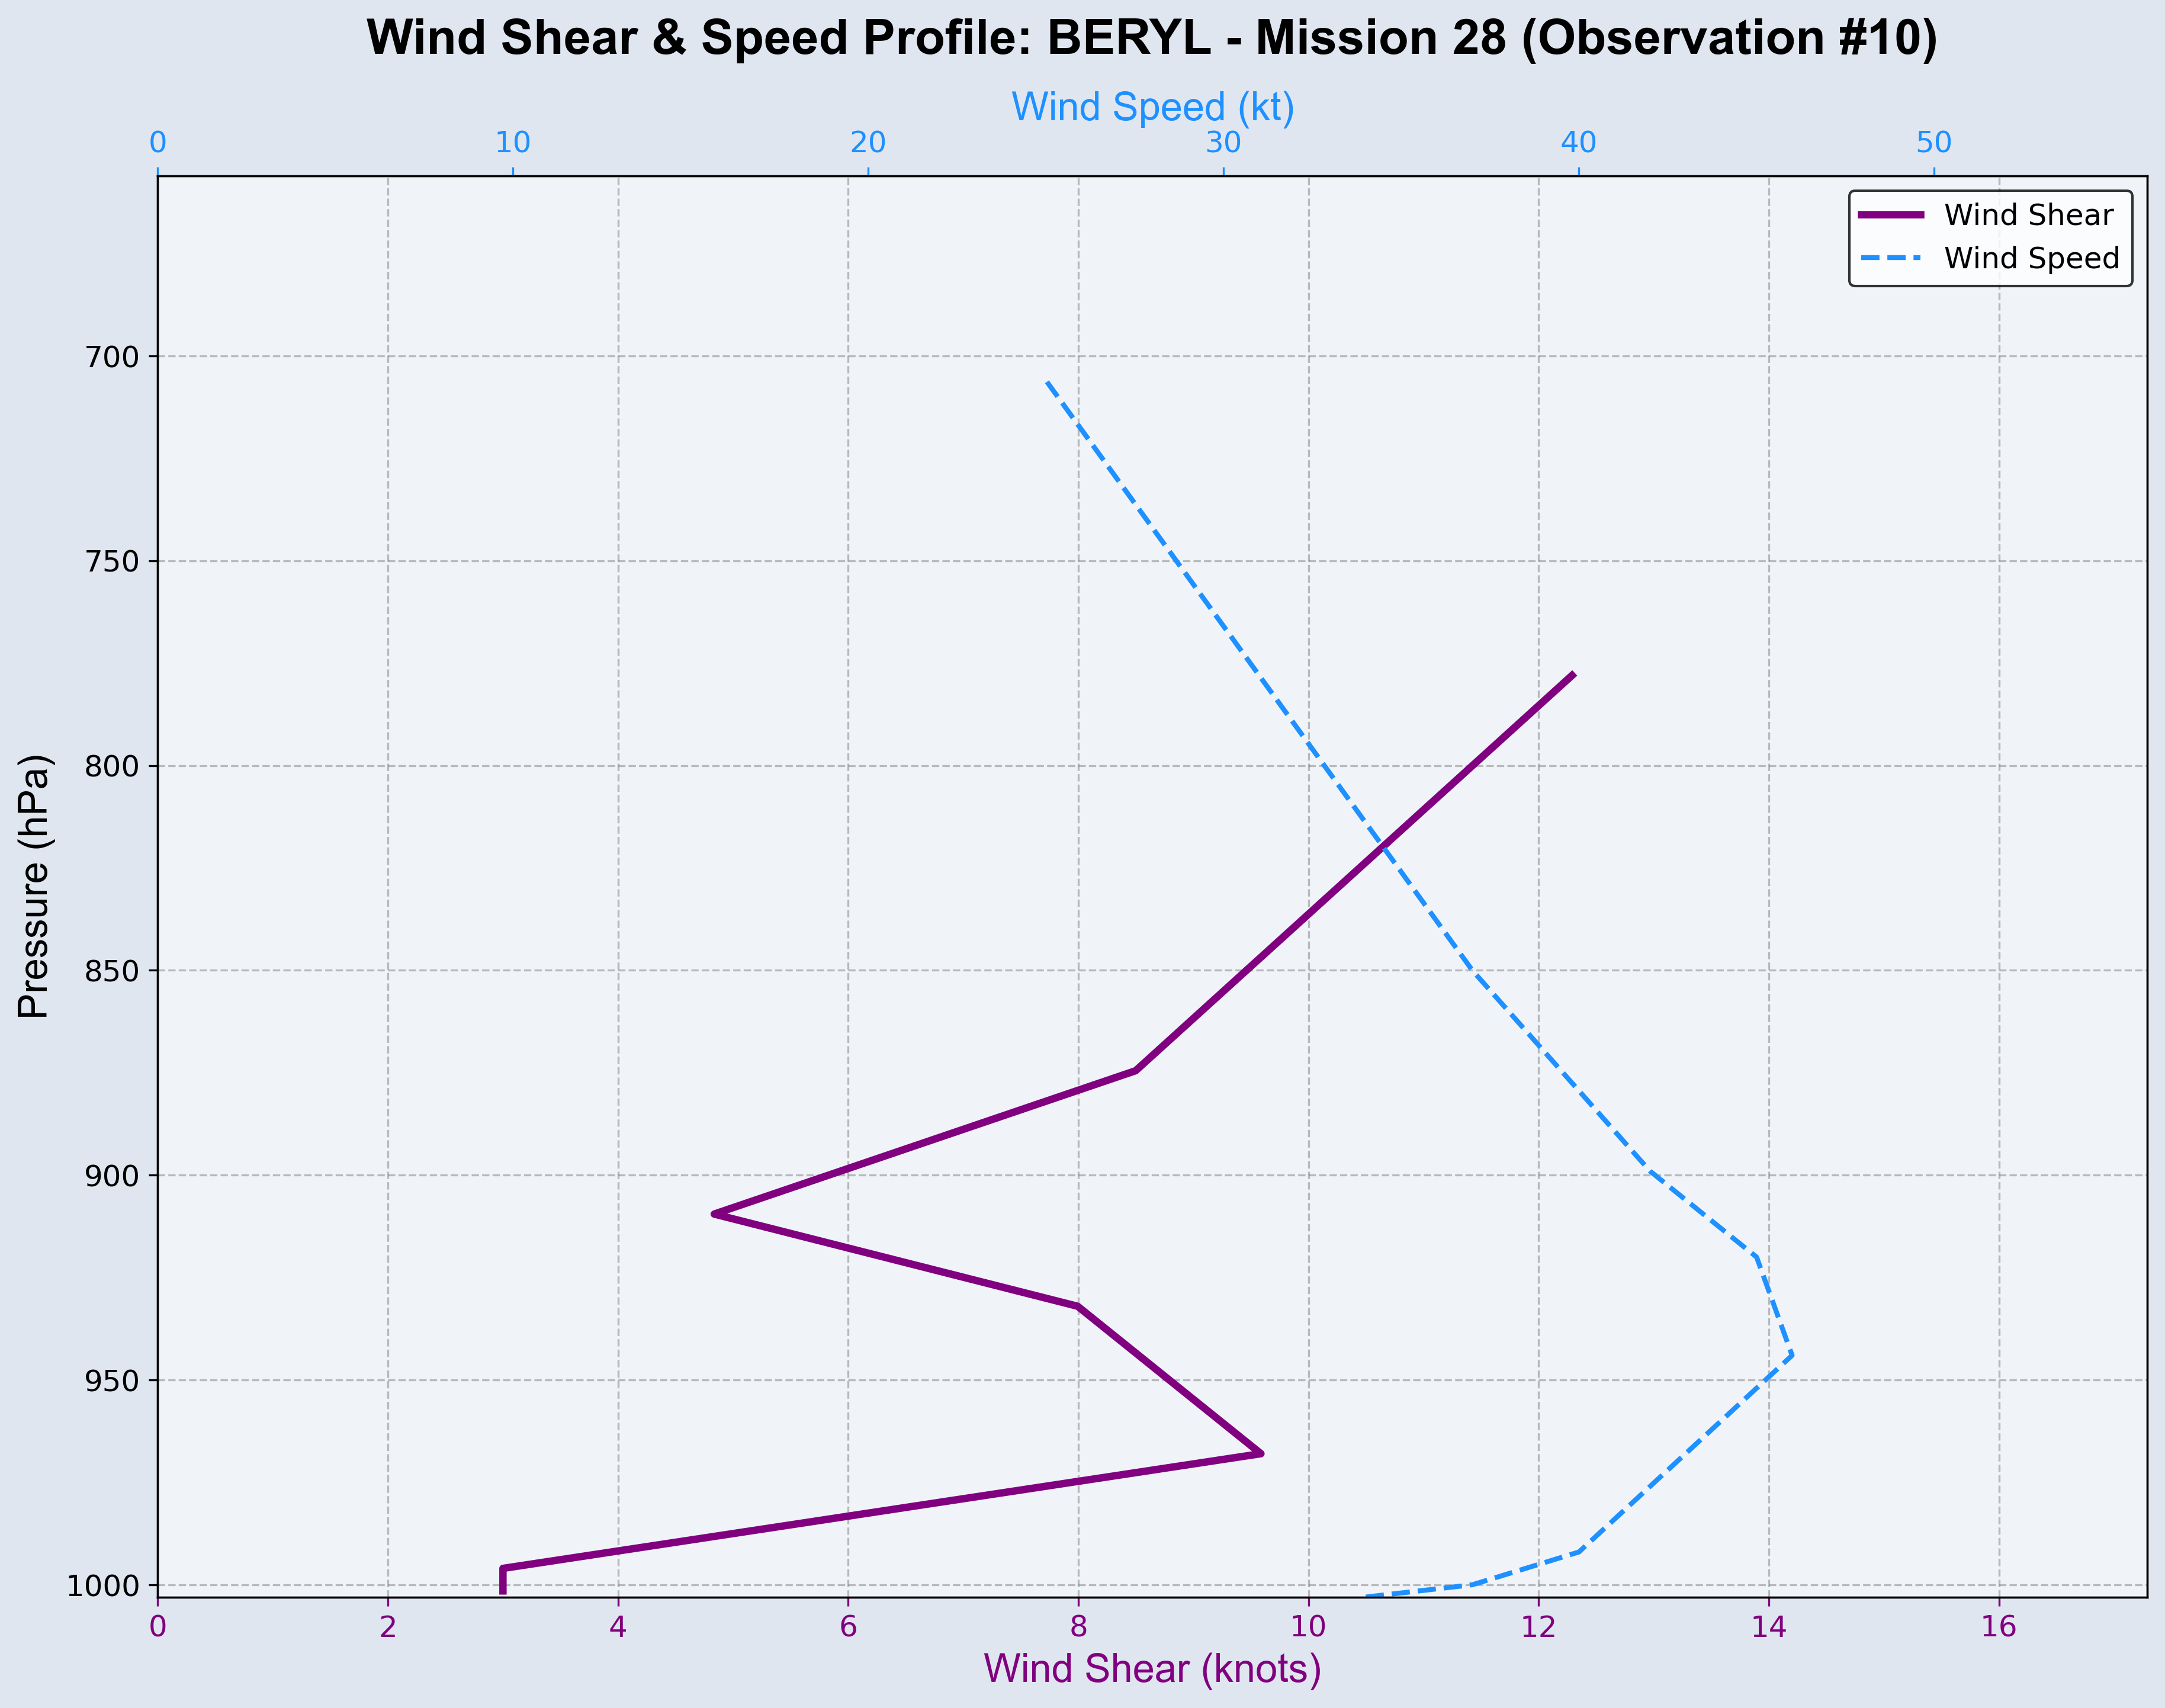 Wind Shear & Speed Profile: BERYL - Mission 28 (Observation #10)
Wind Speed (kt)
0 10 20 30 40 50
Wind Shear
Wind Speed
700
750
800
850
900
950
1000
Pressure (hPa)
0 2 4 6 8 10 12 14 16
Wind Shear (knots)